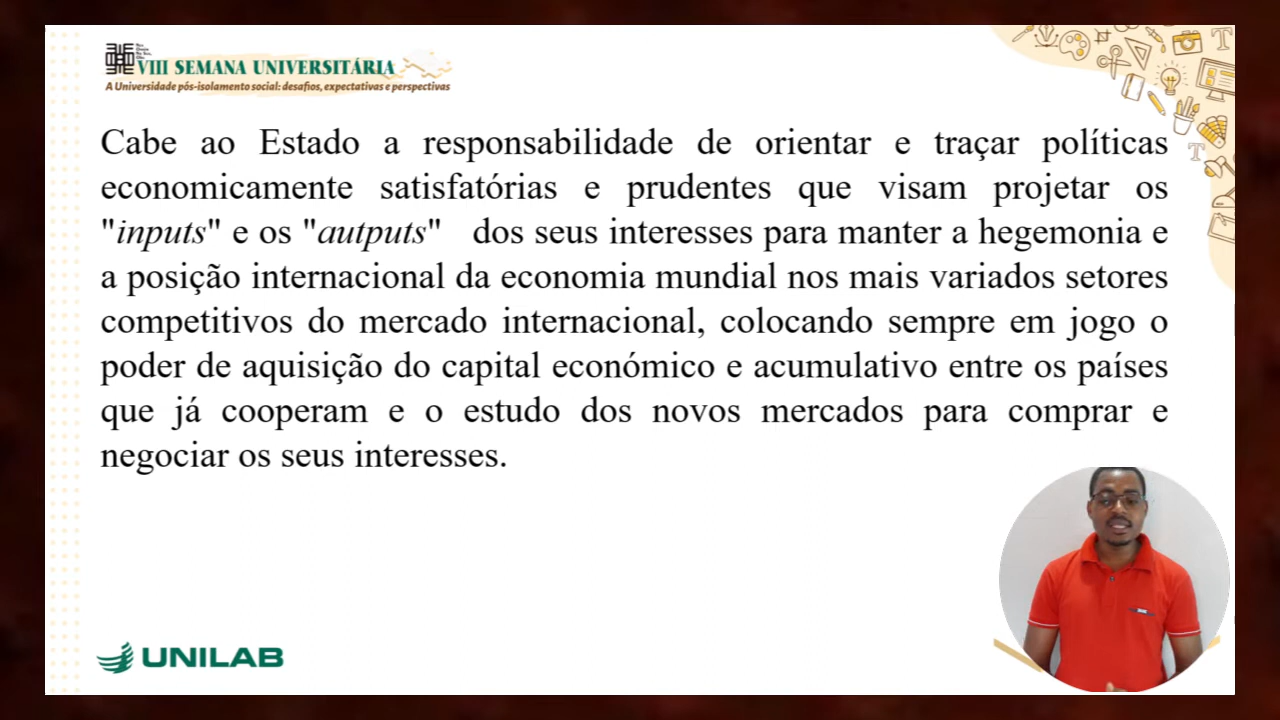 VIII SEMANA UNIVERSITÁRIA
A Universidade pós-isolamento social: desafios, expectativas e perspectivas
Cabe ao Estado a responsabilidade de orientar e traçar políticas
economicamente satisfatórias e prudentes que visam projetar os
"inputs" e os "autputs" dos seus interesses para manter a hegemonia e
a posição internacional da economia mundial nos mais variados setores
competitivos do mercado internacional, colocando sempre em jogo o
poder de aquisição do capital económico e acumulativo entre os países
que já cooperam e o estudo dos novos mercados para comprar e
negociar os seus interesses.
UNILAB